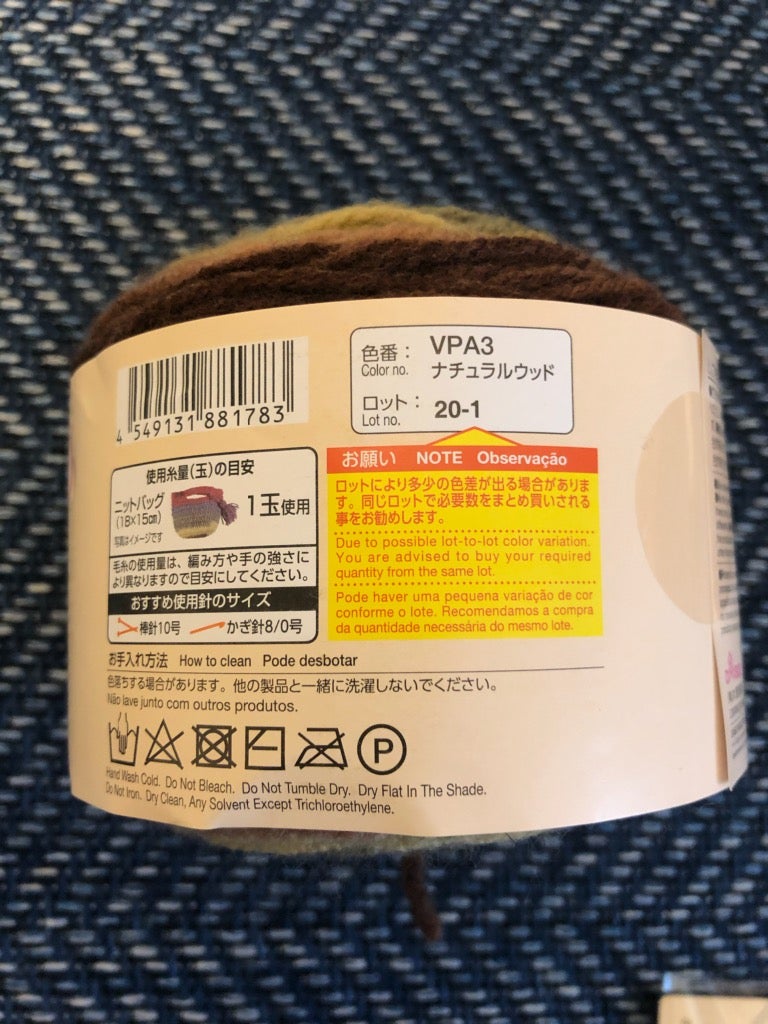 4 549131 881783
色番： VPA3
Color no. ナチュラルウッド
ロット： 20-1
Lot no.
使用糸量（玉）の目安
ニットバッグ
（18×15㎝）
1玉使用
写真はイメージです
毛糸の使用量は、編み方や手の強さに
より異なりますので目安にしてください。
おすすめ使用針のサイズ
棒針10号 かぎ針8/0号
お願い NOTE Observação
ロットにより多少の色差が出る場合がありま
す。同じロットで必要数をまとめ買いされる
事をお勧めします。
Due to possible lot-to-lot color variation.
You are advised to buy your required
quantity from the same lot.
Pode haver uma pequena variação de cor
conforme o lote. Recomendamos a compra
da quantidade necessária do mesmo lote.
お手入れ方法 How to clean Pode desbotar
色落ちする場合があります。他の製品と一緒に洗濯しないでください。
Não lave junto com outros produtos.
P
Hand Wash Cold. Do Not Bleach. Do Not Tumble Dry. Dry Flat In The Shade.
Do Not Iron. Dry Clean, Any Solvent Except Trichloroethylene.